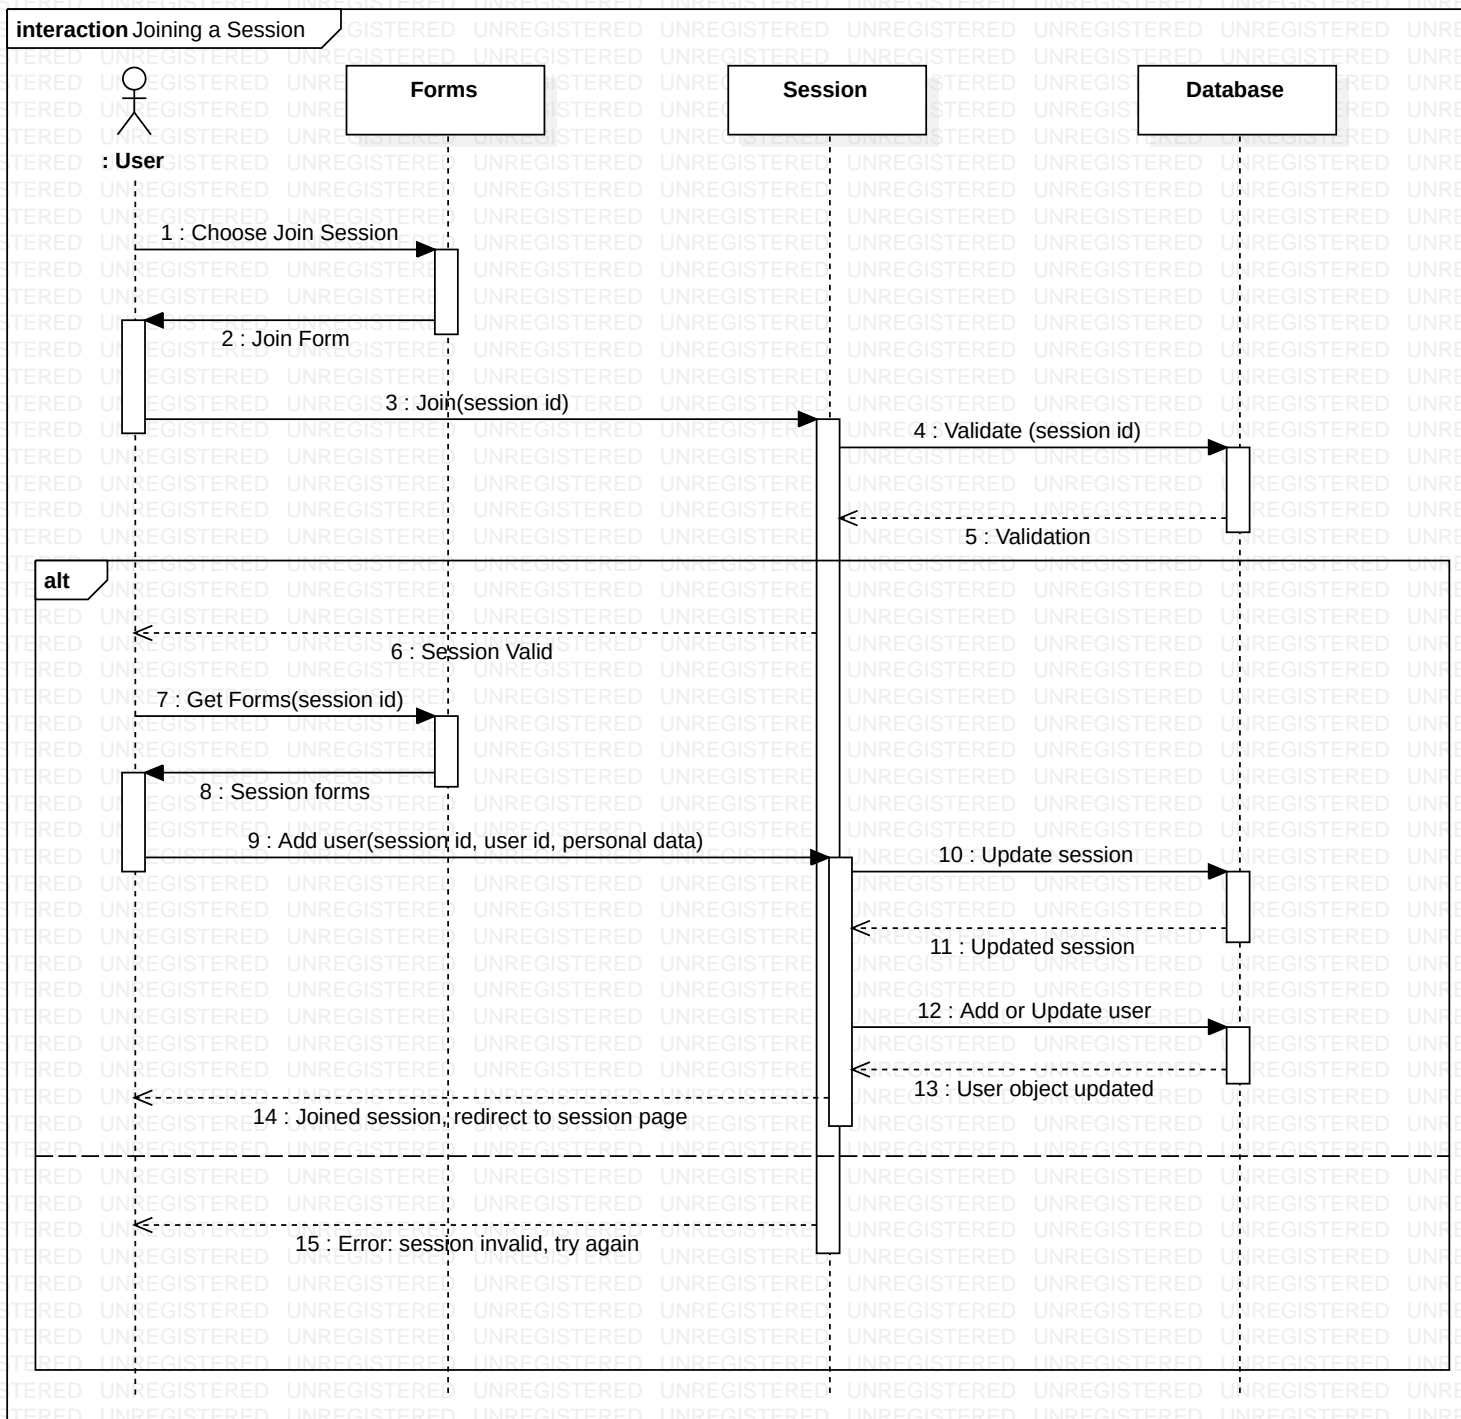 interaction Joining a Session
Forms
Session
Database
: User
1 : Choose Join Session
2 : Join Form
3 : Join(session id)
4 : Validate (session id)
5 : Validation
alt
6 : Session Valid
7 : Get Forms(session id)
8 : Session forms
9 : Add user(session id, user id, personal data)
10 : Update session
11 : Updated session
12 : Add or Update user
13 : User object updated
14 : Joined session, redirect to session page
15 : Error: session invalid, try again
UNREGISTERED